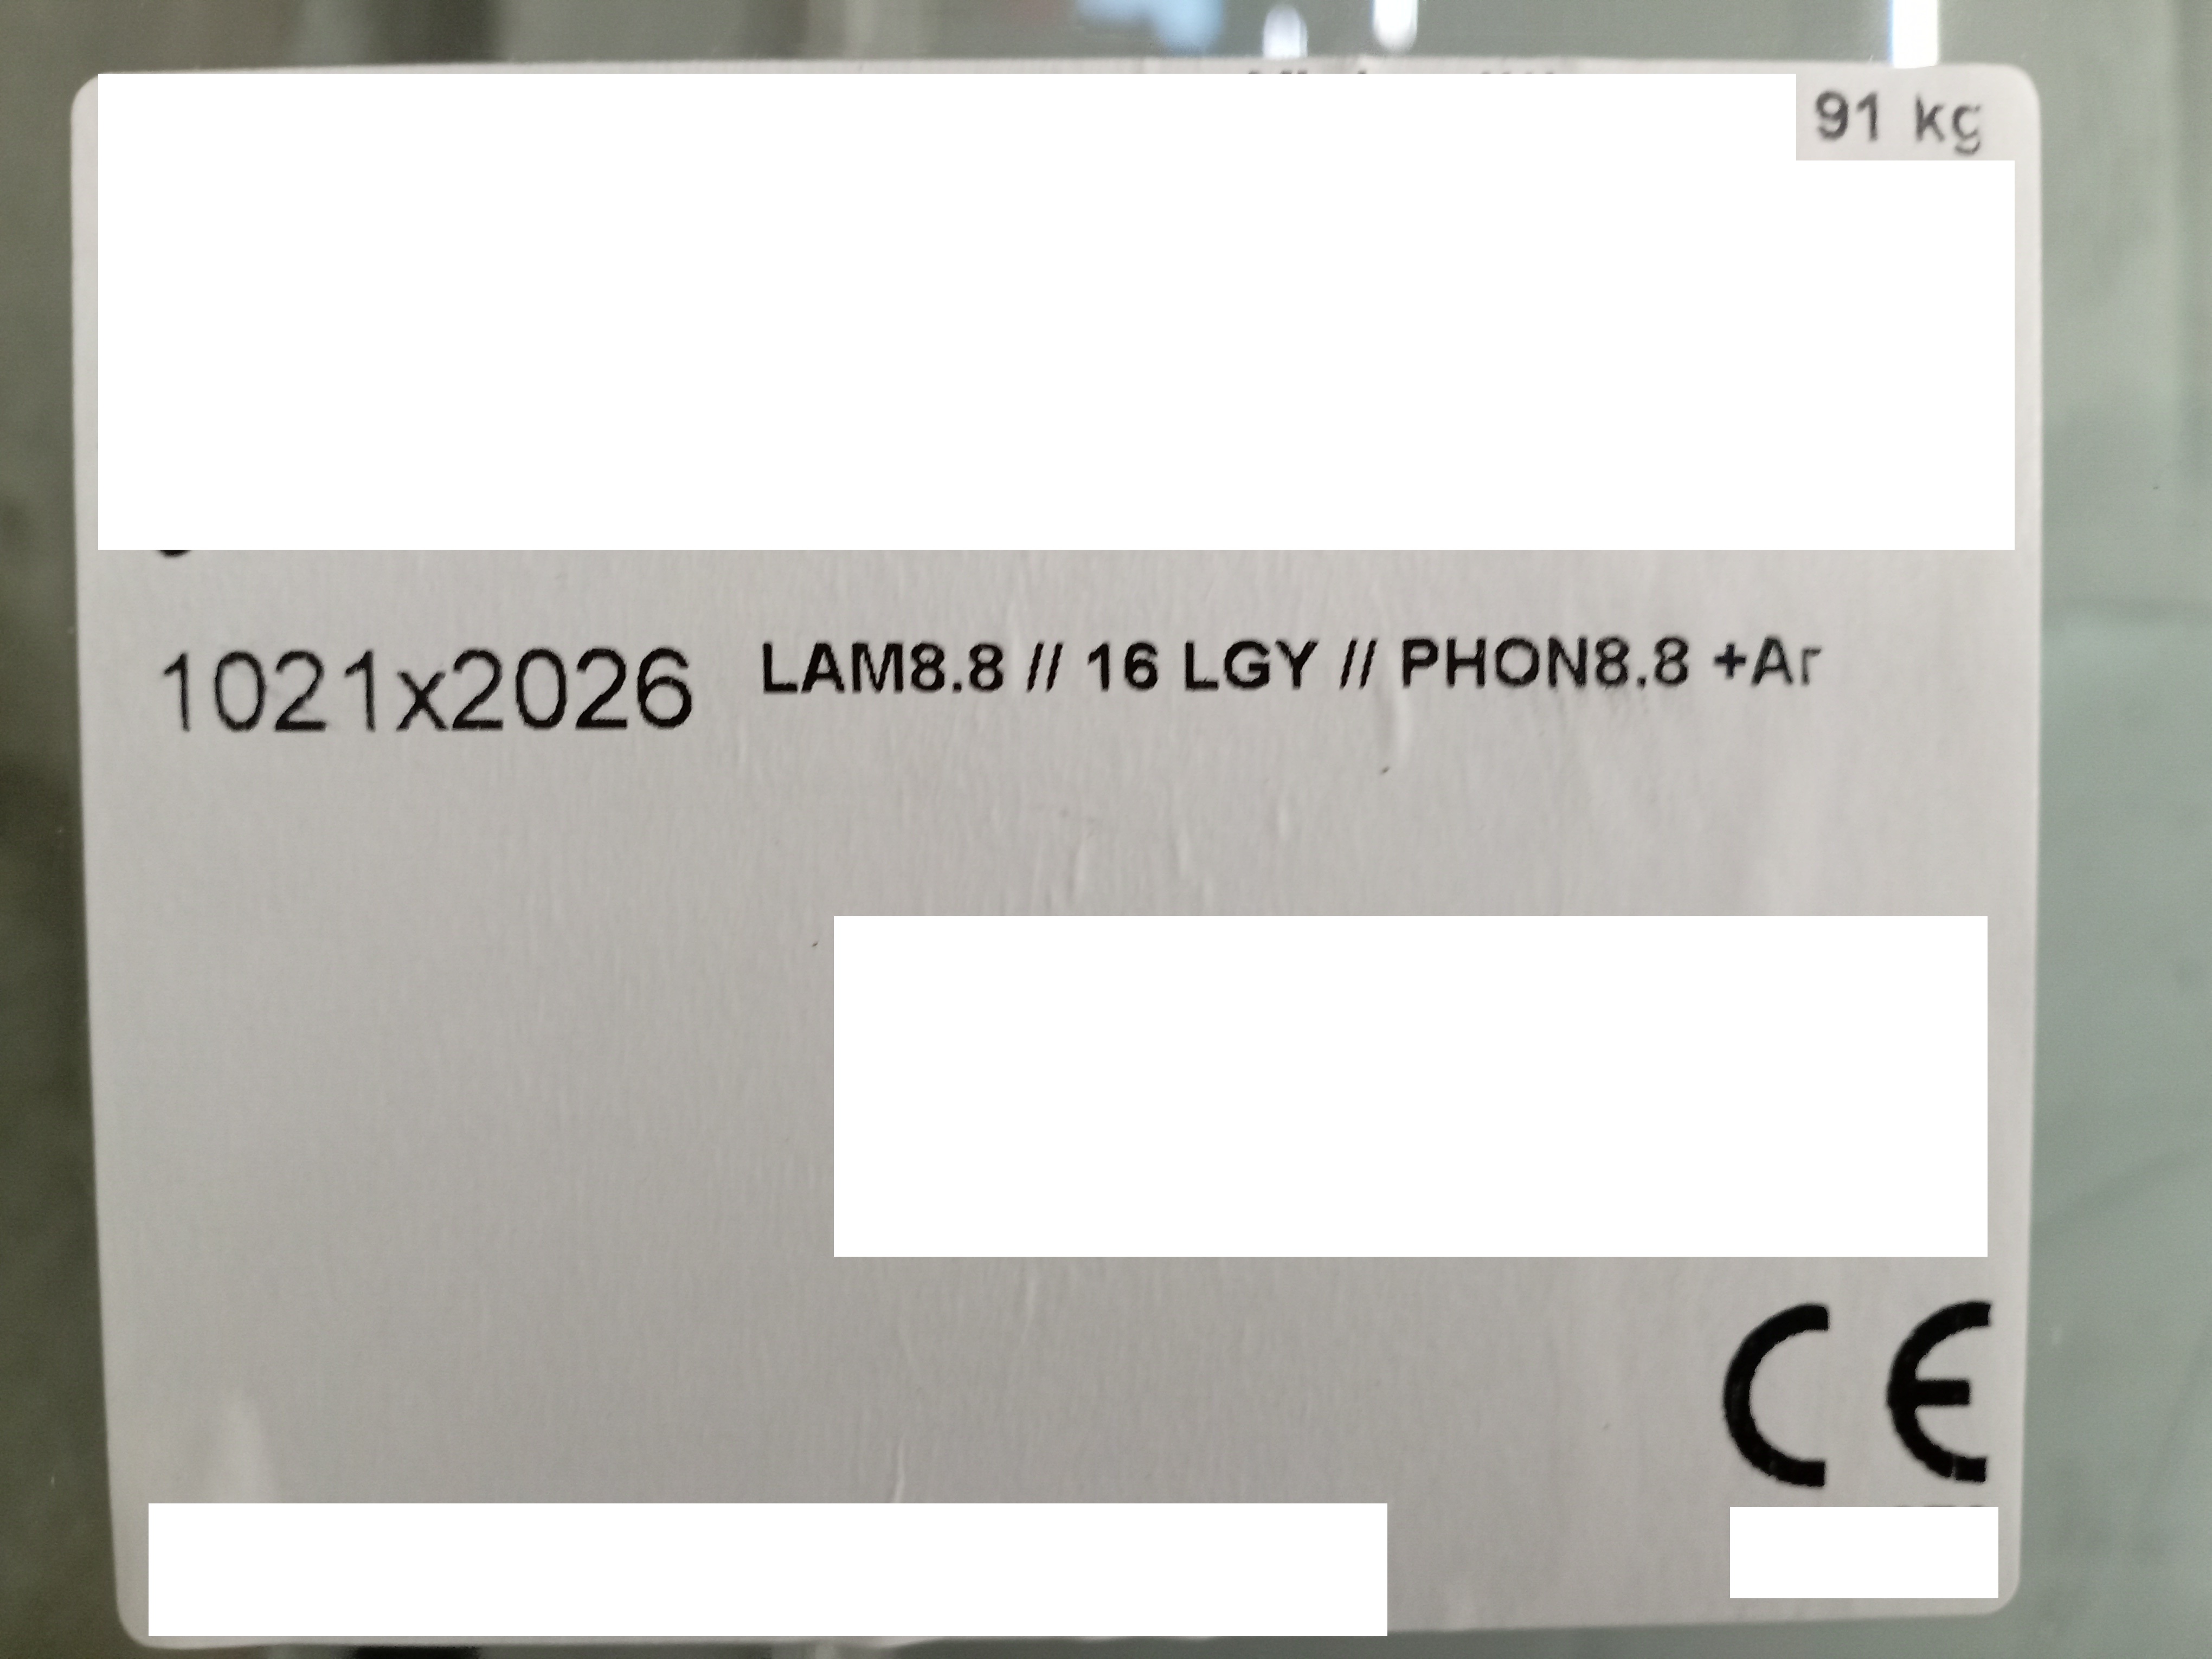 91 kg
1021x2026 LAM8.8 // 16 LGY // PHON8.8 +Ar
CE